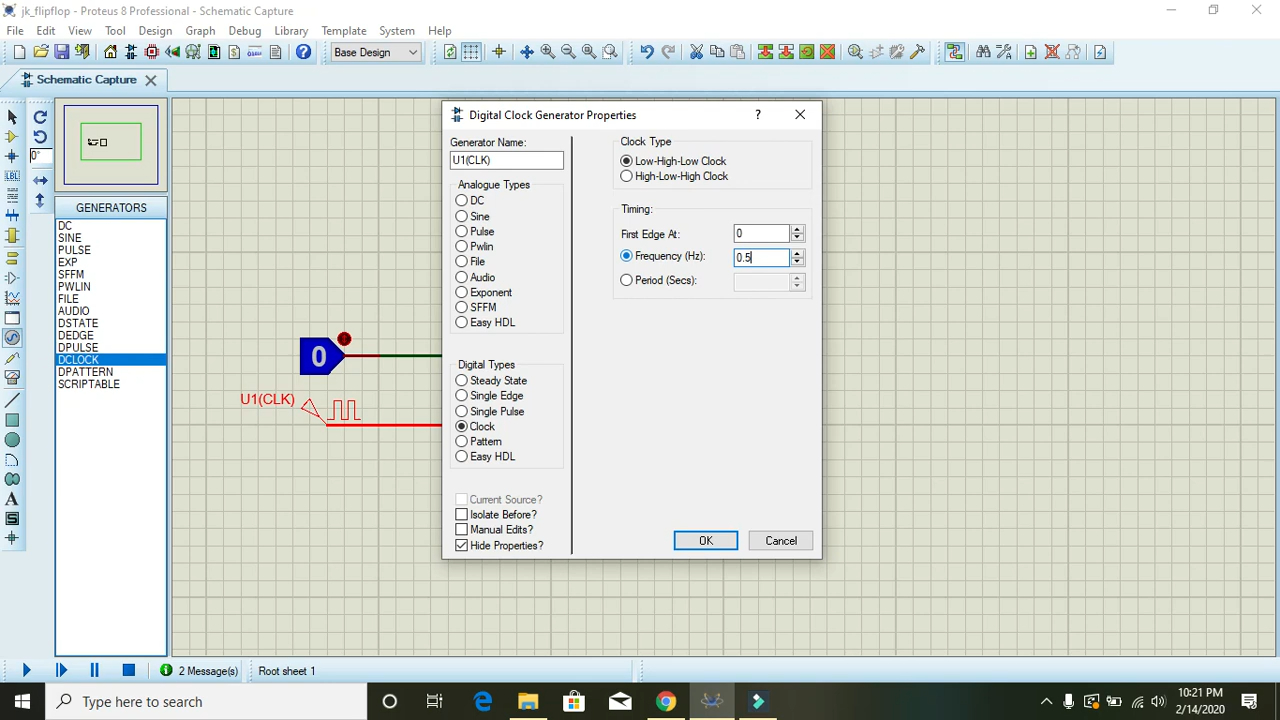 jk_flipflop - Proteus 8 Professional - Schematic Capture
File Edit View Tool Design Graph Debug Library Template System Help
Base Design
Schematic Capture
0°
LBL
A
S
GENERATORS
DC
SINE
PULSE
EXP
SFFM
PWLIN
FILE
AUDIO
DSTATE
DEDGE
DPULSE
DCLOCK
DPATTERN
SCRIPTABLE
0
U1(CLK)
Digital Clock Generator Properties
?
Generator Name:
U1(CLK)
Analogue Types
DC
Sine
Pulse
Pwlin
File
Audio
Exponent
SFFM
Easy HDL
Digital Types
Steady State
Single Edge
Single Pulse
Clock
Pattern
Easy HDL
Current Source?
Isolate Before?
Manual Edits?
Hide Properties?
Clock Type
Low-High-Low Clock
High-Low-High Clock
Timing:
First Edge At: 0
Frequency (Hz): 0.5
Period (Secs):
OK Cancel
2 Message(s) Root sheet 1
Type here to search
10:21 PM
2/14/2020